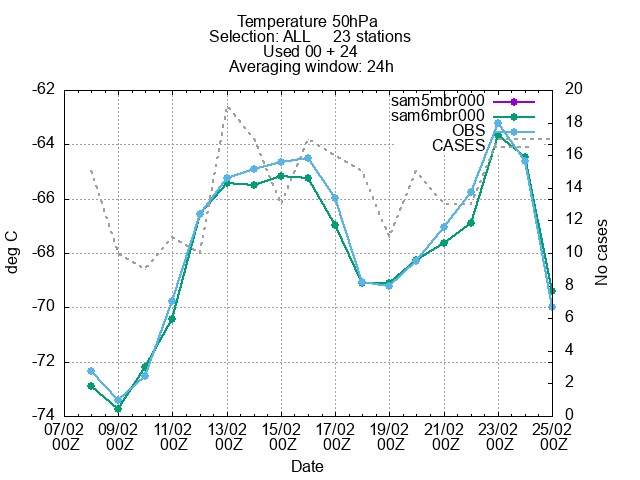 Temperature 50hPa
Selection: ALL 23 stations
Used 00 + 24
Averaging window: 24h
sam5mbr000
sam6mbr000
OBS
CASES
-62
-64
-66
-68
-70
-72
-74
deg C
20
18
16
14
12
10
8
6
4
2
0
No cases
07/02 09/02 11/02 13/02 15/02 17/02 19/02 21/02 23/02 25/02
00Z 00Z 00Z 00Z 00Z 00Z 00Z 00Z 00Z 00Z
Date